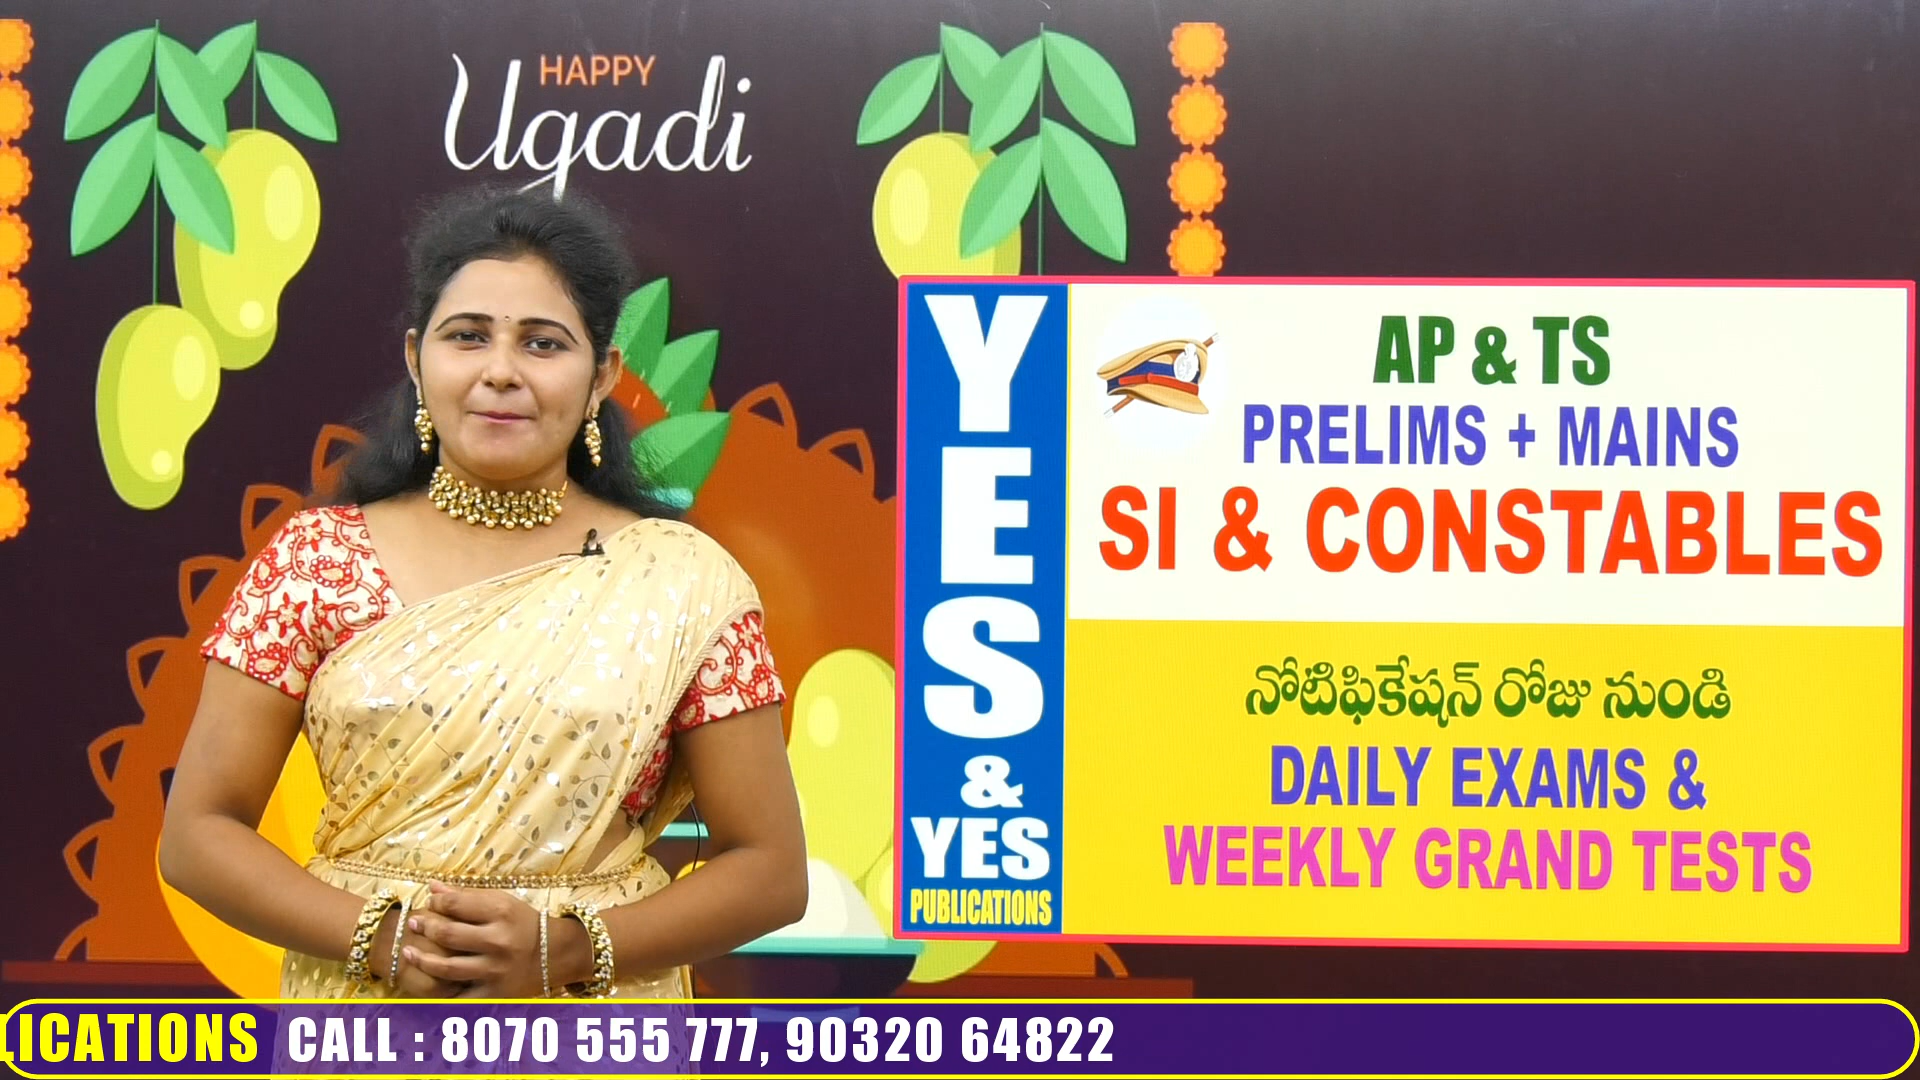 HAPPY
Ugadi
YES
&
YES
PUBLICATIONS
AP & TS
PRELIMS + MAINS
SI & CONSTABLES
నోటిఫికేషన్ రోజు నుండి
DAILY EXAMS &
WEEKLY GRAND TESTS
LICATIONS CALL : 8070 555 777, 90320 64822